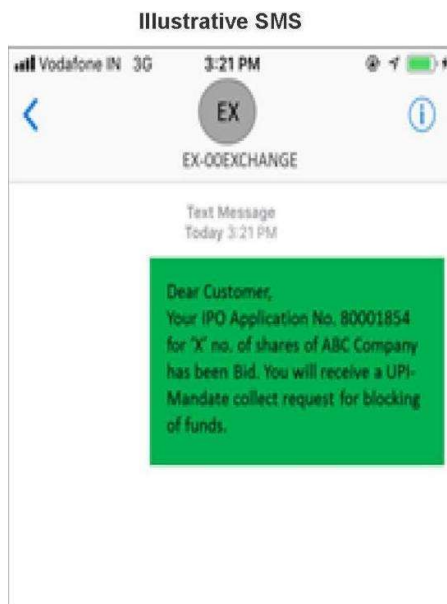 Illustrative SMS
Vodafone IN 3G 3:21 PM
EX
EX-OOEXCHANGE
Text Message
Today 3:21 PM
Dear Customer,
Your IPO Application No. 80001854
for 'X' no. of shares of ABC Company
has been Bid. You will receive a UPI-
Mandate collect request for blocking
of funds.